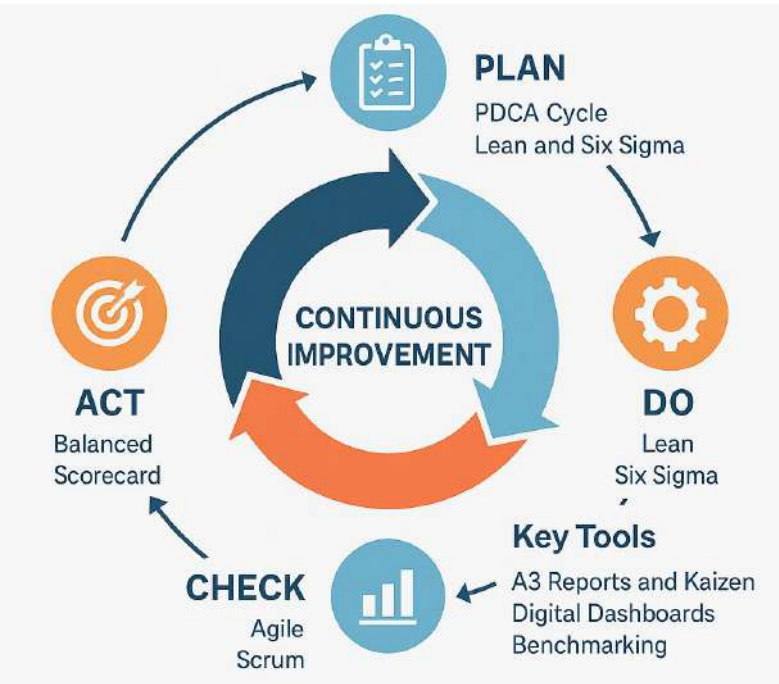 PLAN
PDCA Cycle
Lean and Six Sigma
CONTINUOUS
IMPROVEMENT
DO
Lean
Six Sigma
Key Tools
A3 Reports and Kaizen
Digital Dashboards
Benchmarking
CHECK
Agile
Scrum
ACT
Balanced
Scorecard